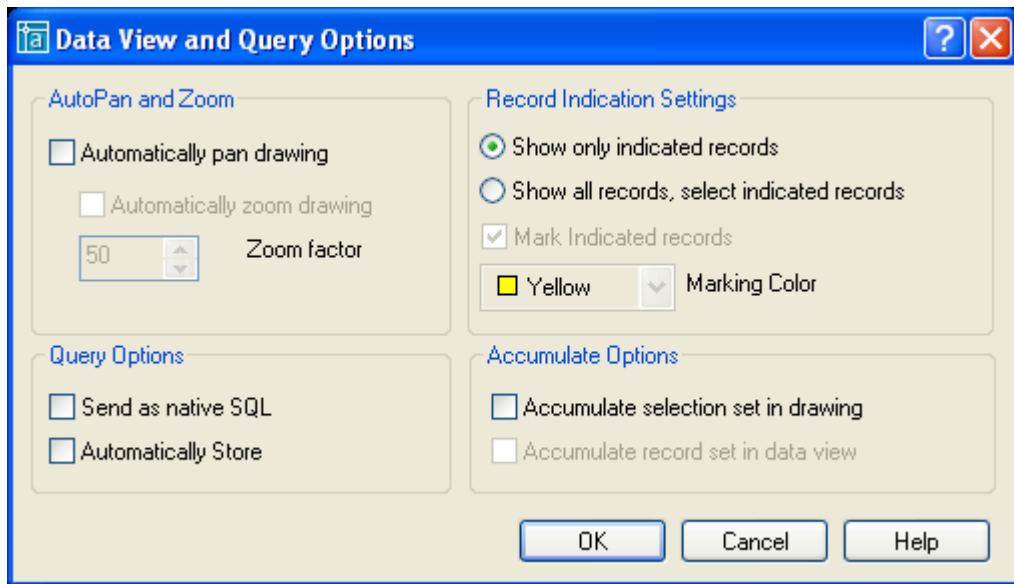 Data View and Query Options
AutoPan and Zoom
Automatically pan drawing
Automatically zoom drawing
50 Zoom factor
Record Indication Settings
Show only indicated records
Show all records, select indicated records
Mark Indicated records
Yellow Marking Color
Query Options
Send as native SQL
Automatically Store
Accumulate Options
Accumulate selection set in drawing
Accumulate record set in data view
OK Cancel Help